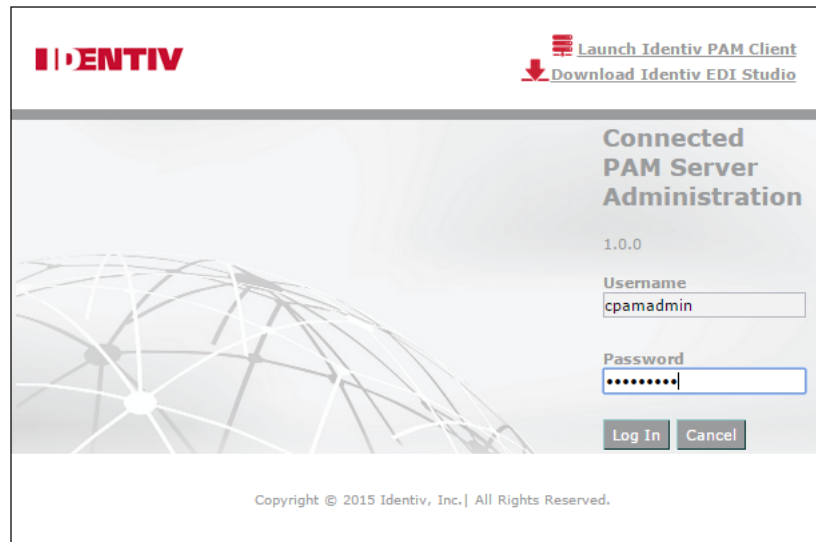 IDENTIV
Launch Identiv PAM Client
Download Identiv EDI Studio
Connected
PAM Server
Administration
1.0.0
Username
cpamadmin
Password
•••••••••
Log In Cancel
Copyright © 2015 Identiv, Inc.| All Rights Reserved.